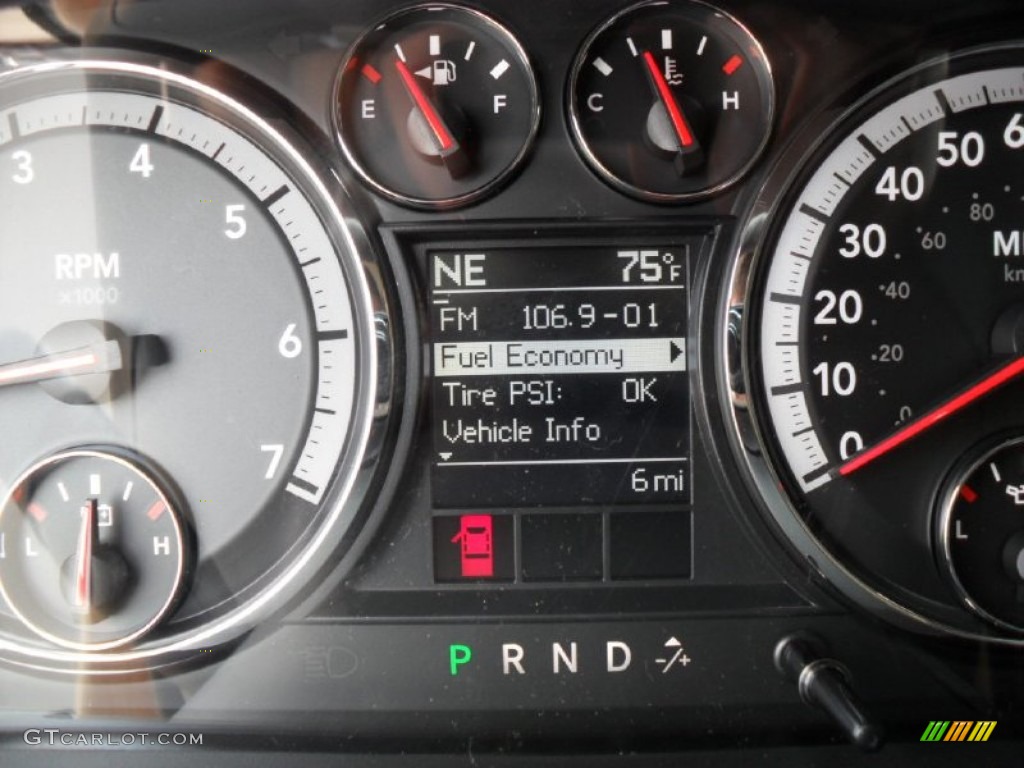 E F
C H
3 4 5 6 7
RPM
x1000
0 10 20 30 40 50
0 20 40 60 80
NE 75°F
FM 106.9-01
Fuel Economy
Tire PSI: OK
Vehicle Info
6 mi
L H
L
P R N D -/+
GTCARLOT.COM